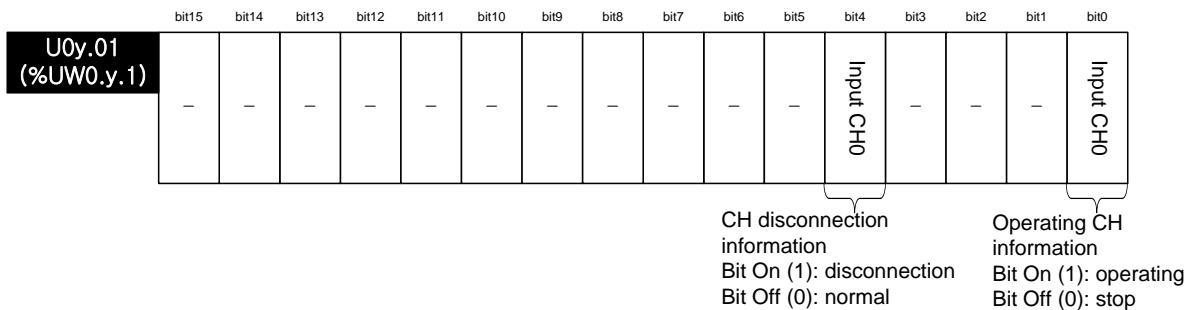 bit15 bit14 bit13 bit12 bit11 bit10 bit9 bit8 bit7 bit6 bit5 bit4 bit3 bit2 bit1 bit0
U0y.01
(%UW0.y.1)
– – – – – – – – – – – Input CH0 – – – Input CH0
CH disconnection
information
Bit On (1): disconnection
Bit Off (0): normal
Operating CH
information
Bit On (1): operating
Bit Off (0): stop